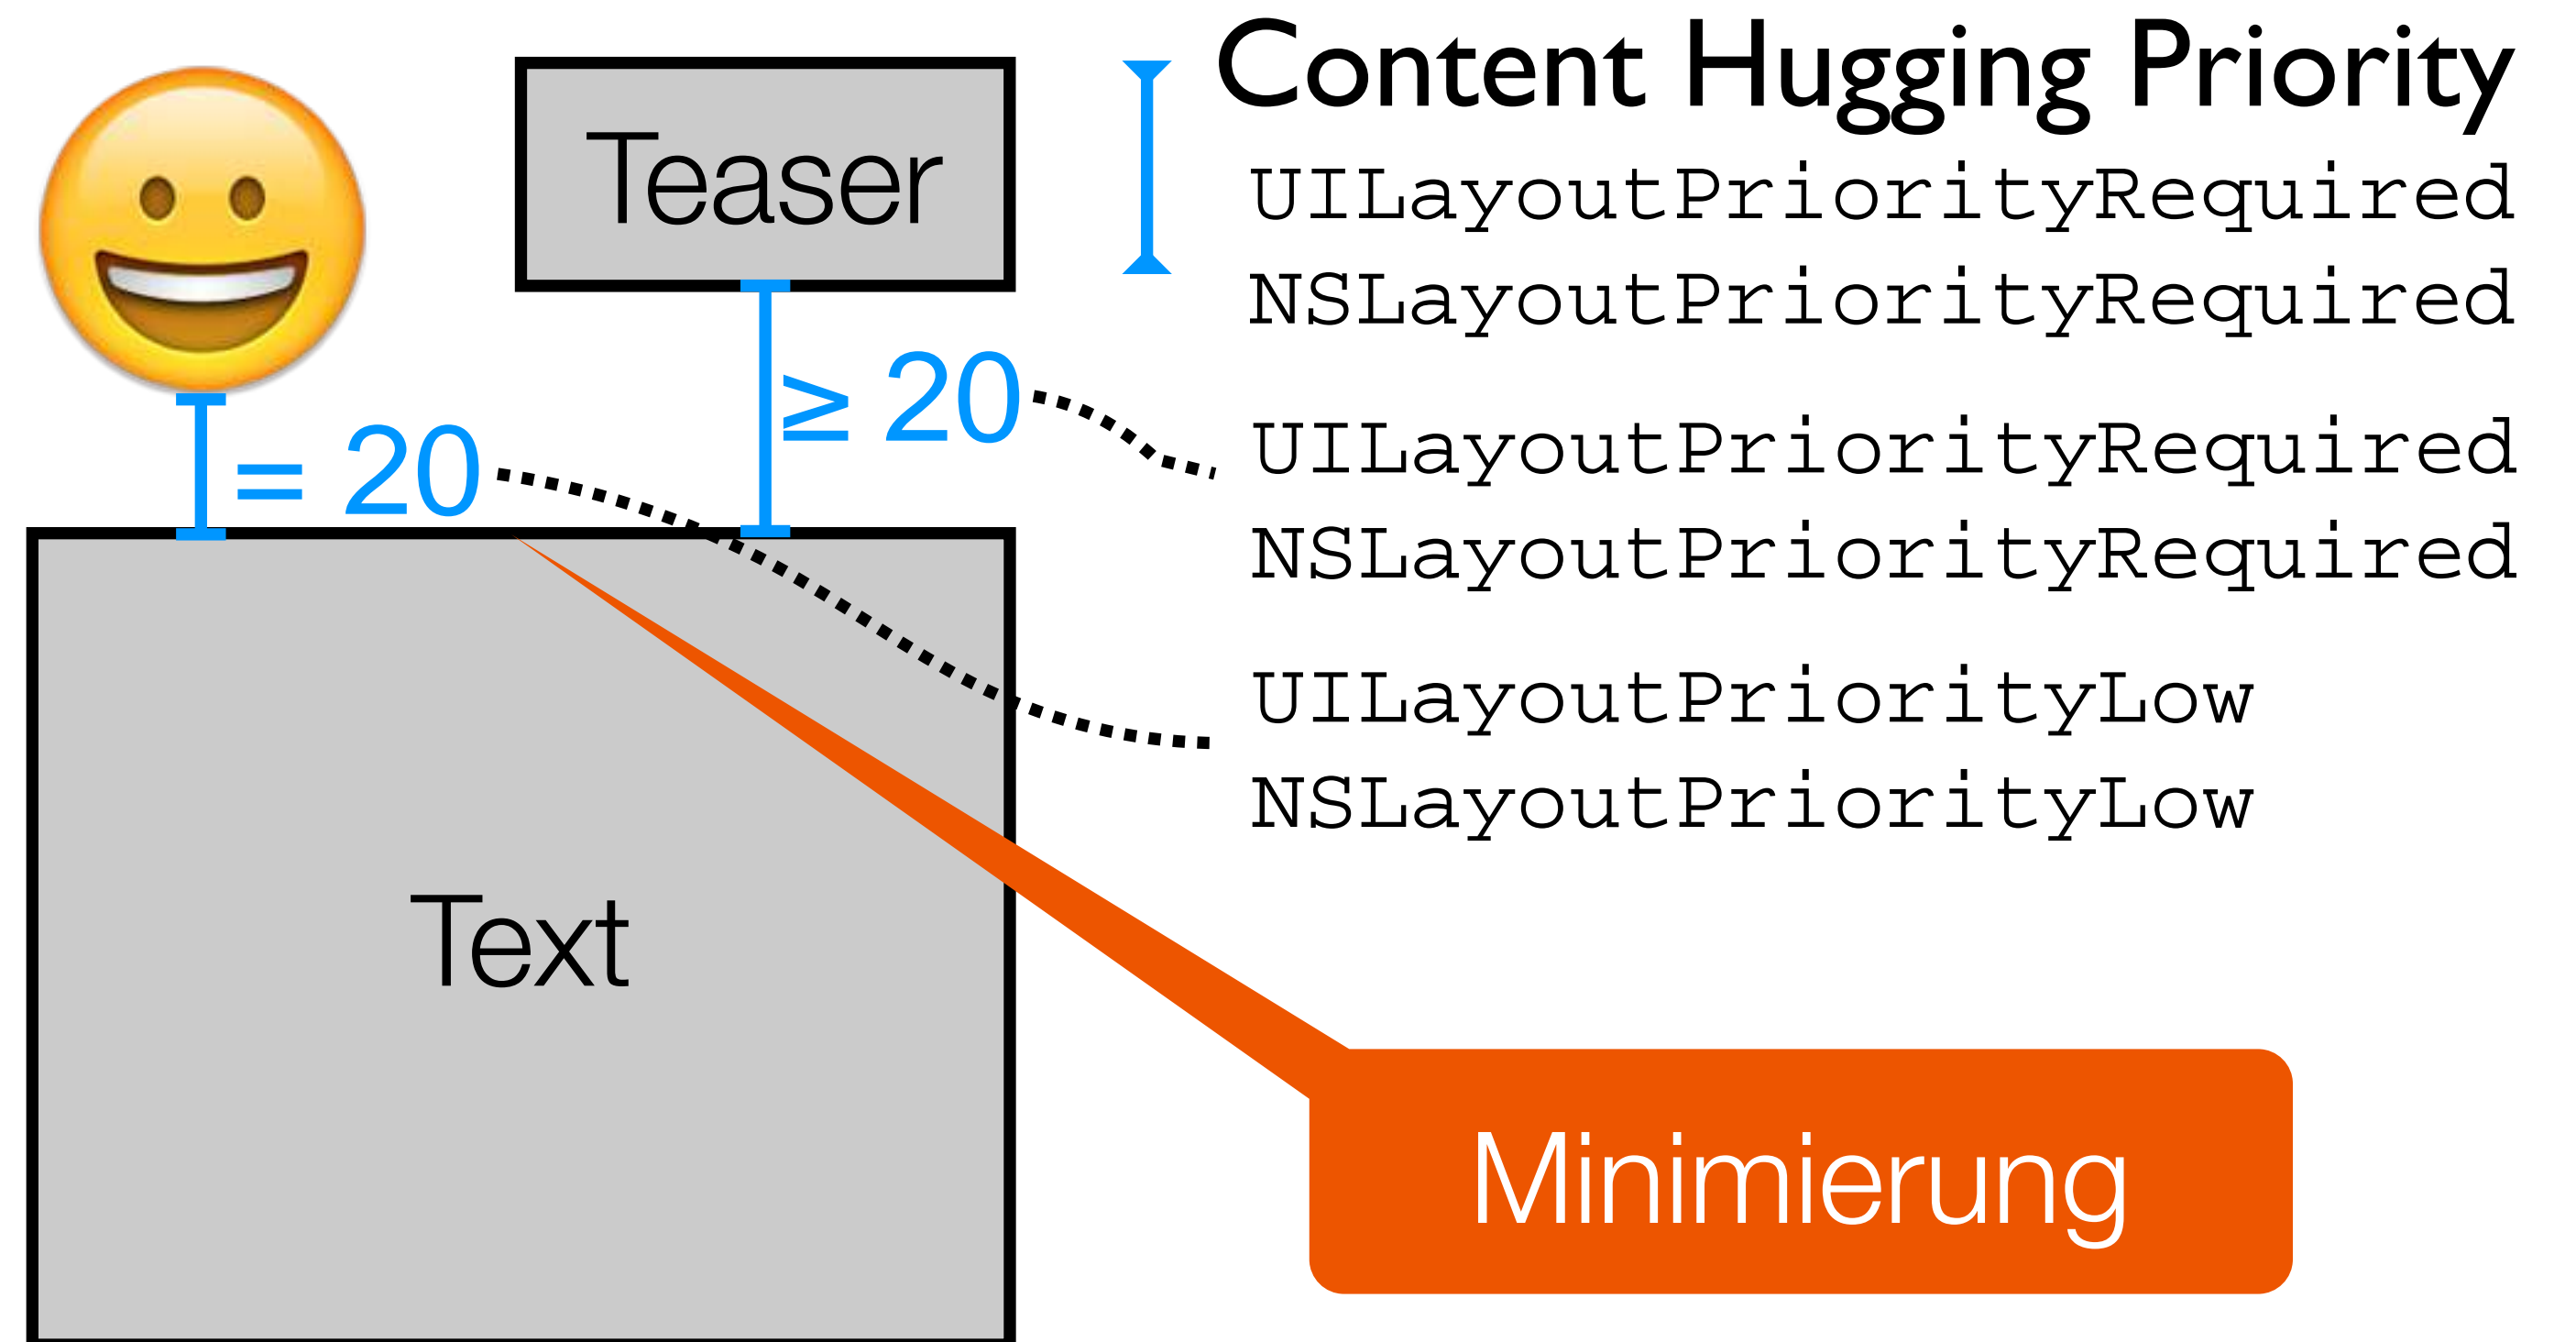 Content Hugging Priority
Teaser
UILayoutPriorityRequired
NSLayoutPriorityRequired
≥ 20
UILayoutPriorityRequired
NSLayoutPriorityRequired
= 20
UILayoutPriorityLow
NSLayoutPriorityLow
Text
Minimierung